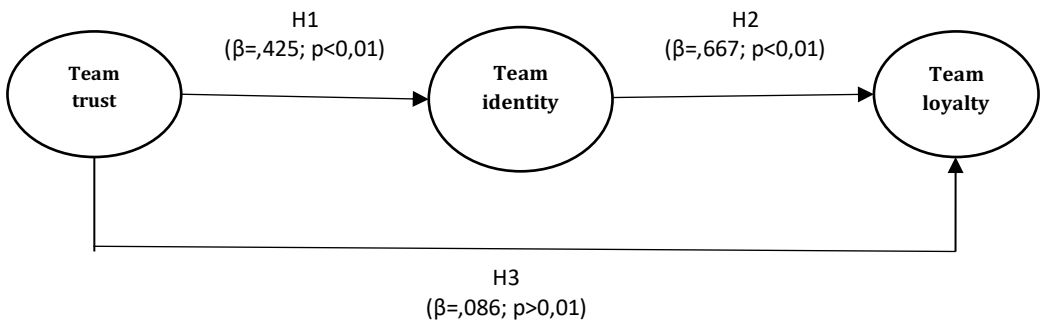 H1
(β=,425; p<0,01)
H2
(β=,667; p<0,01)
Team
trust
Team
identity
Team
loyalty
H3
(β=,086; p>0,01)